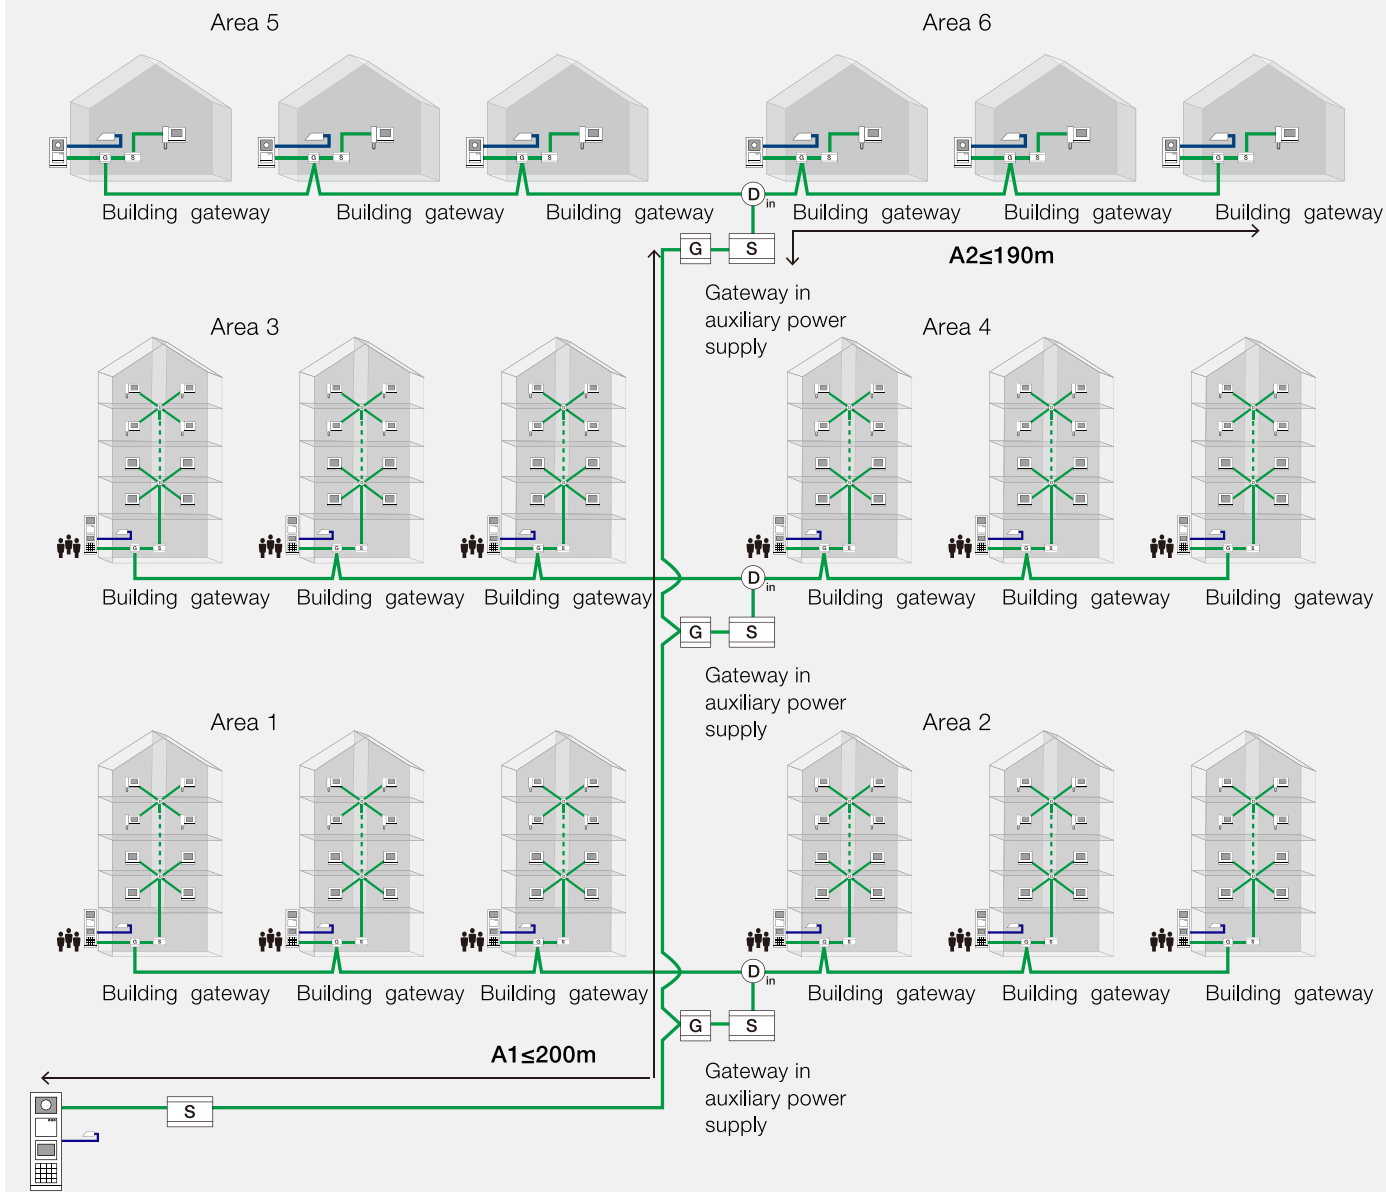 Area 5
Area 6
G S
G S
G S
G S
G S
G S
D in
Building gateway
Building gateway
Building gateway
Building gateway
Building gateway
Building gateway
G S
A2≤190m
Gateway in
auxiliary power
supply
Area 3
Area 4
G S
G S
G S
G S
G S
G S
D in
Building gateway
Building gateway
Building gateway
Building gateway
Building gateway
Building gateway
G S
Gateway in
auxiliary power
supply
Area 1
Area 2
G S
G S
G S
G S
G S
G S
D in
Building gateway
Building gateway
Building gateway
Building gateway
Building gateway
Building gateway
G S
A1≤200m
Gateway in
auxiliary power
supply
S